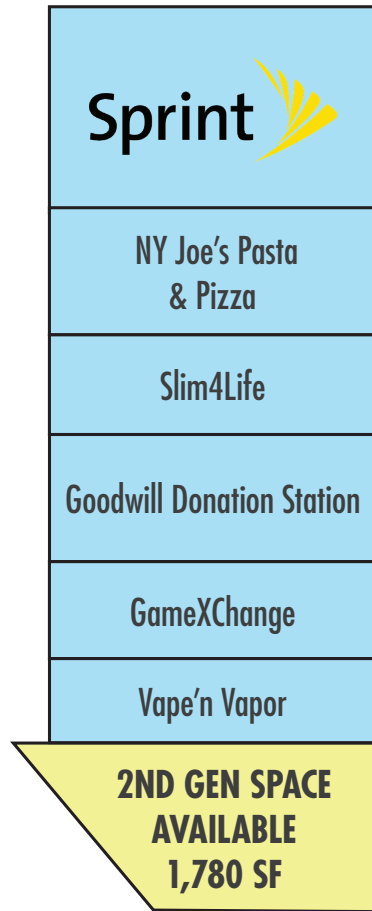 Sprint
NY Joe's Pasta
& Pizza
Slim4Life
Goodwill Donation Station
GameXChange
Vape'n Vapor
2ND GEN SPACE
AVAILABLE
1,780 SF